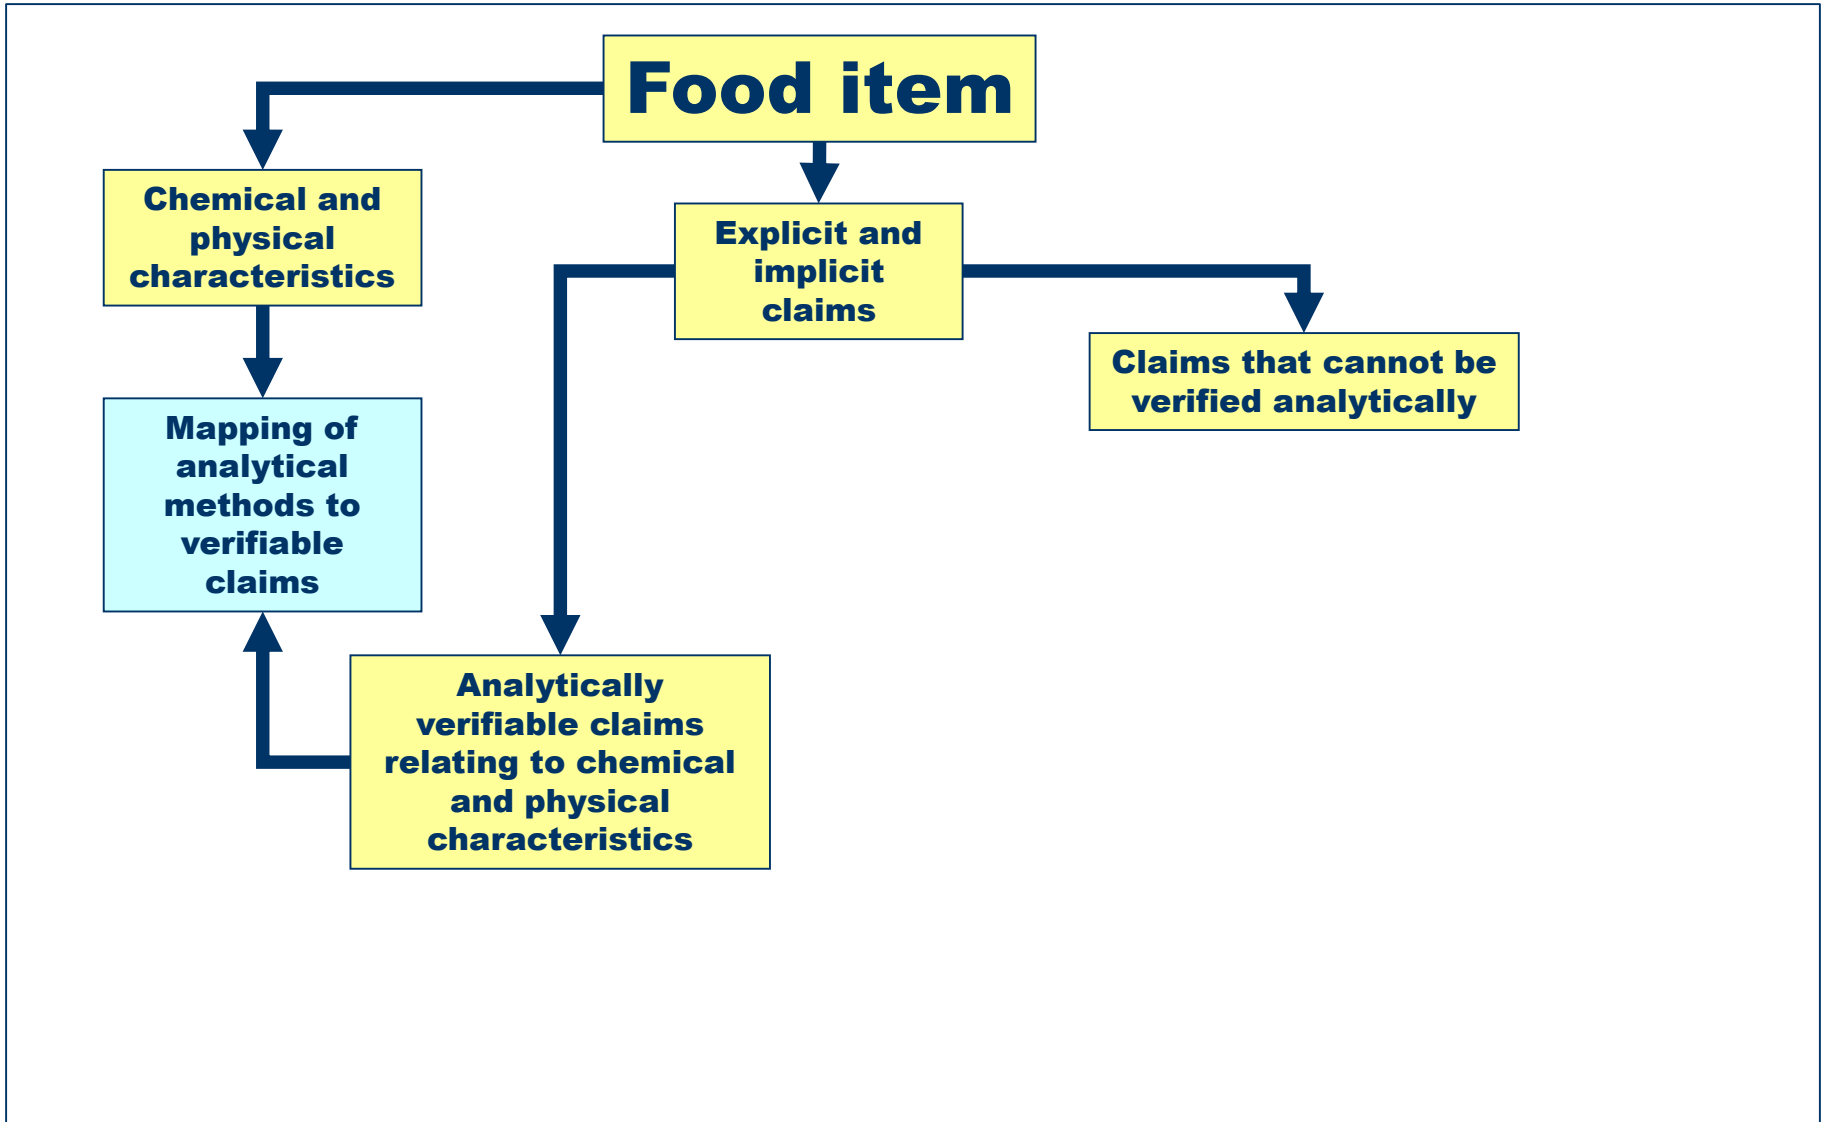 Food item
Chemical and
physical
characteristics
Explicit and
implicit
claims
Claims that cannot be
verified analytically
Mapping of
analytical
methods to
verifiable
claims
Analytically
verifiable claims
relating to chemical
and physical
characteristics